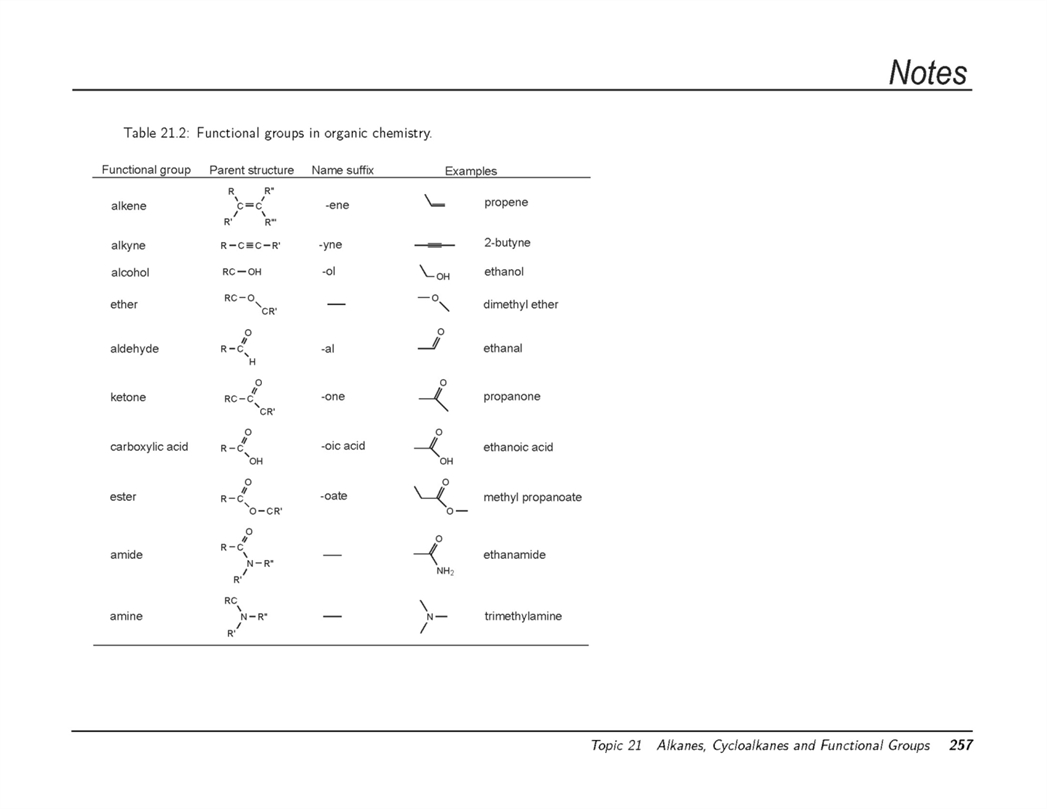 Notes
Table 21.2: Functional groups in organic chemistry.
Functional group Parent structure Name suffix Examples
alkene R R' C=C R" R"' -ene propene
alkyne R–C≡C–R' -yne 2-butyne
alcohol RC–OH -ol OH ethanol
ether RC–O CR' — O dimethyl ether
aldehyde R–C O H -al O ethanal
ketone RC–C O CR' -one O propanone
carboxylic acid R–C O OH -oic acid O OH ethanoic acid
ester R–C O O–CR' -oate O O methyl propanoate
amide R–C O N–R" R' — O NH₂ ethanamide
amine RC N–R" R' — N trimethylamine
Topic 21 Alkanes, Cycloalkanes and Functional Groups 257